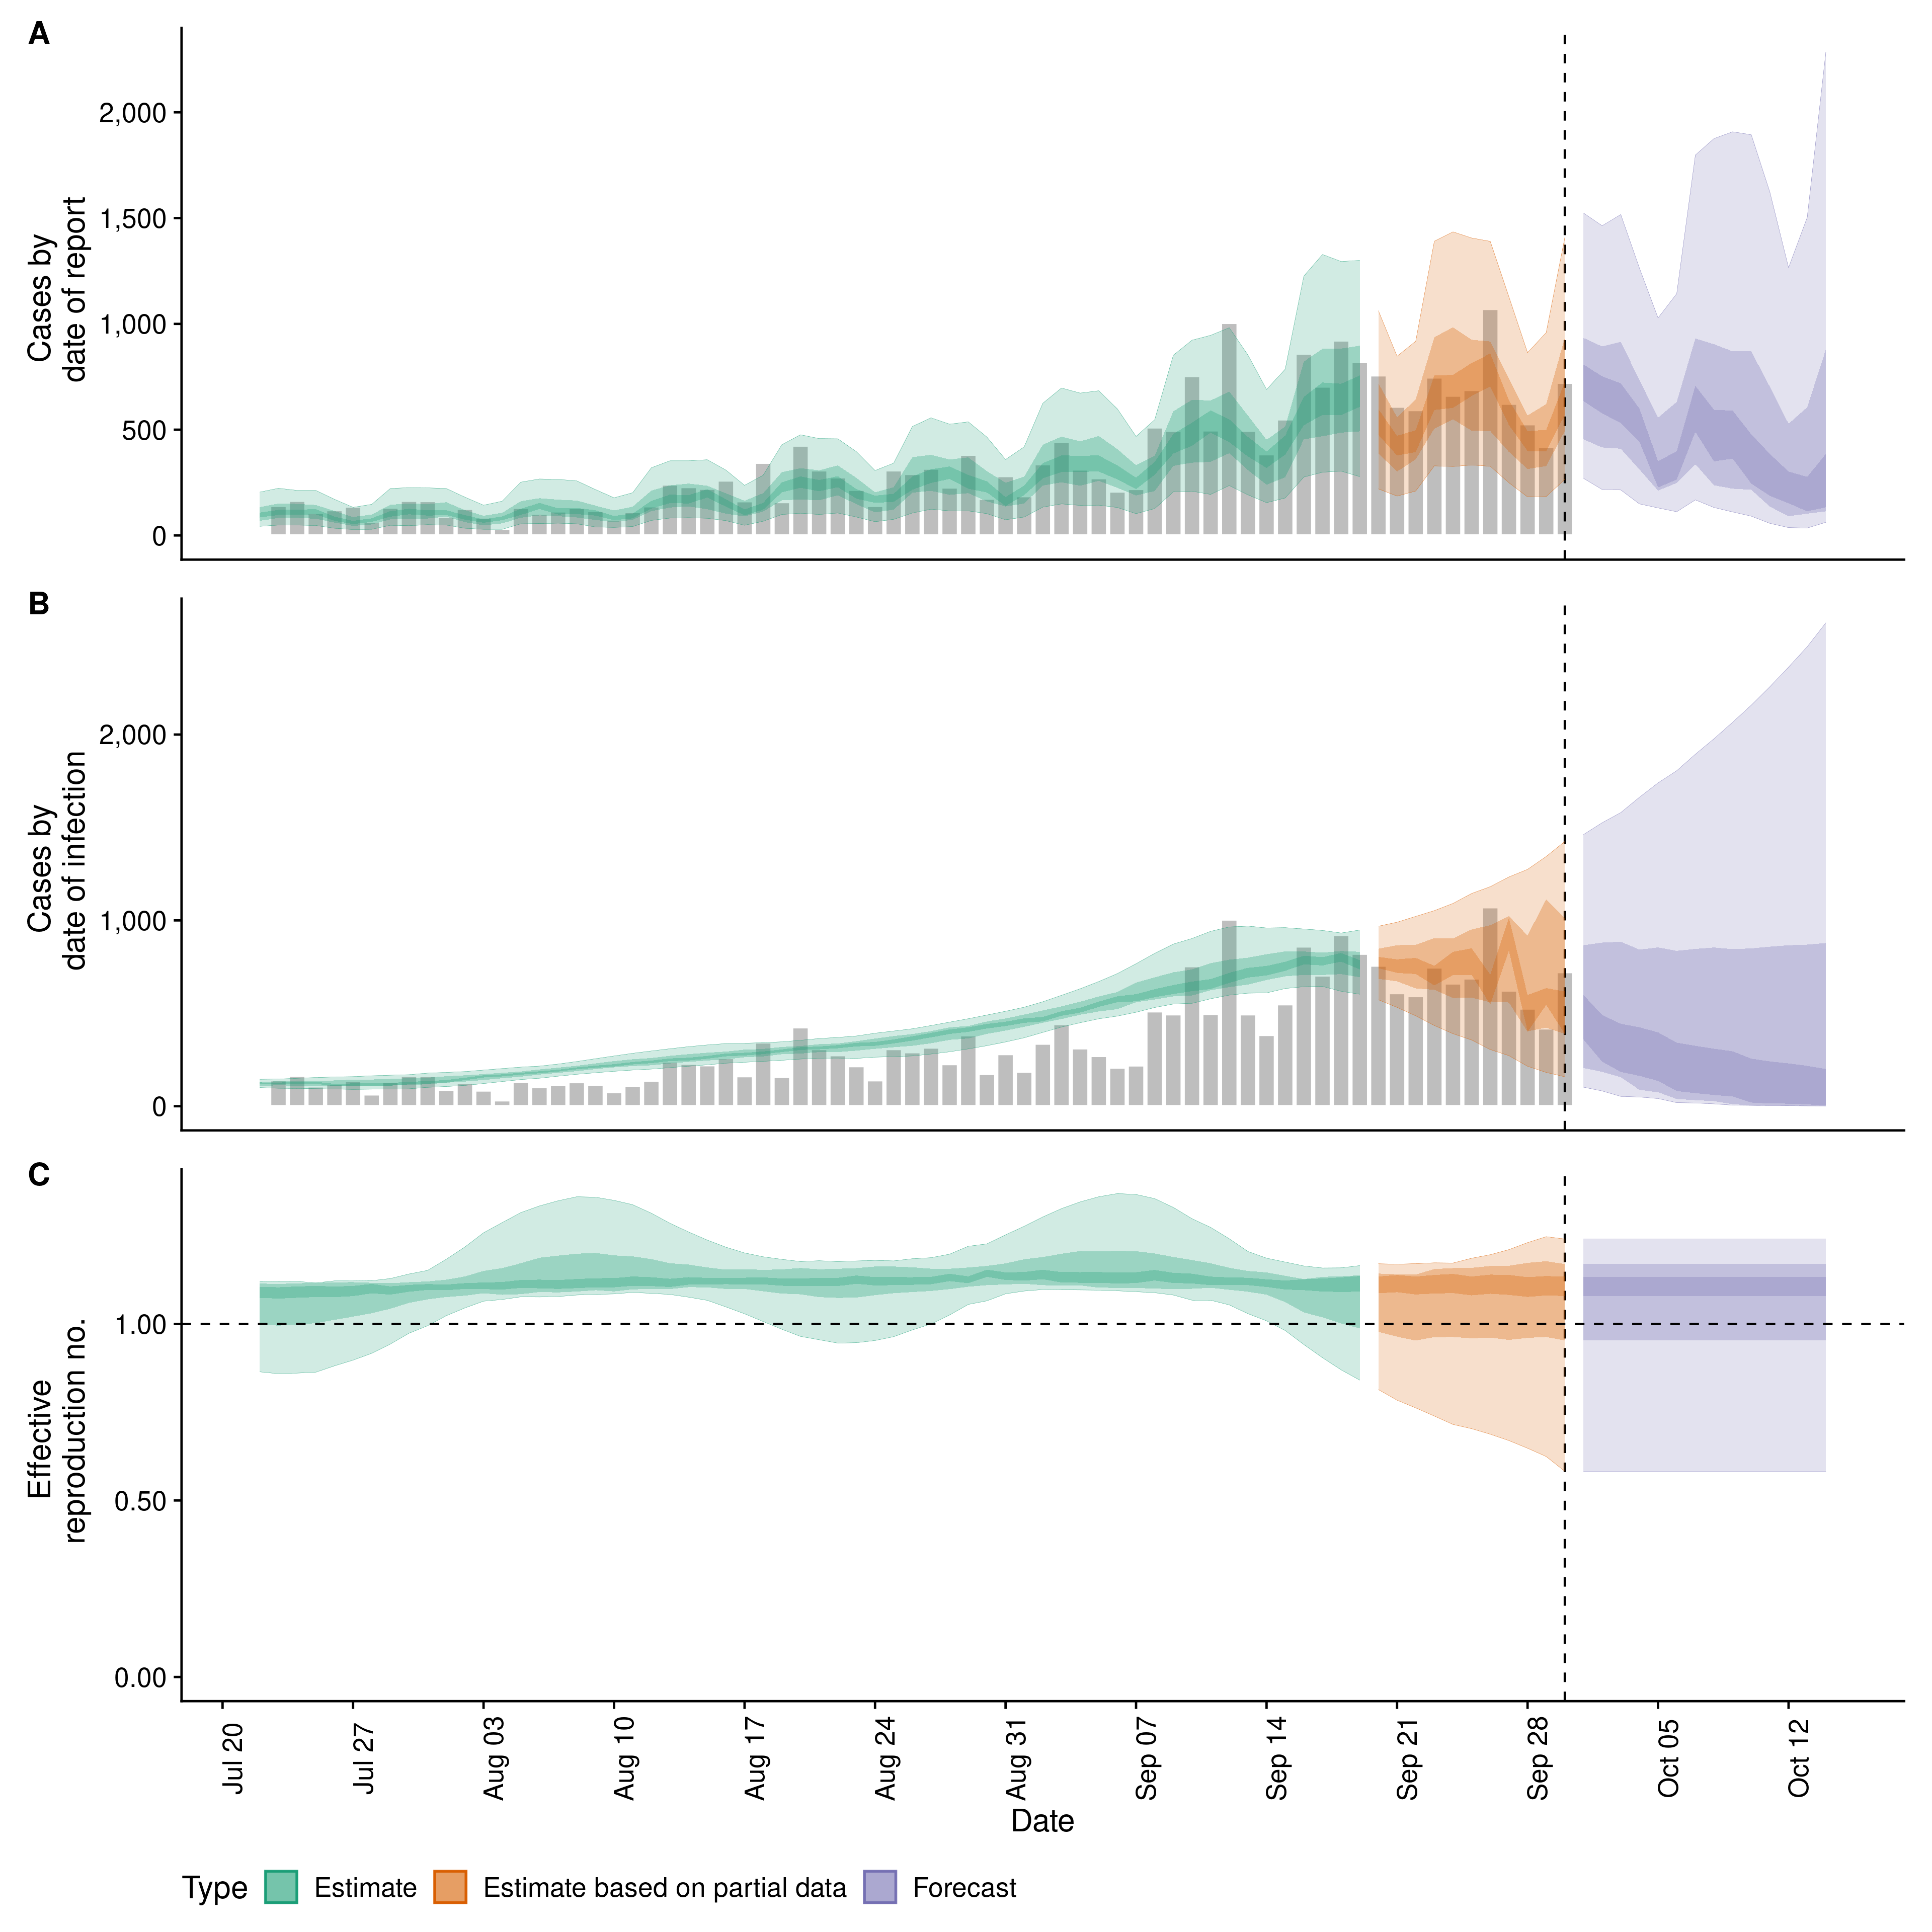 A
Cases by
date of report
2,000
1,500
1,000
500
0
B
Cases by
date of infection
2,000
1,000
0
C
Effective
reproduction no.
1.00
0.50
0.00
Jul 20
Jul 27
Aug 03
Aug 10
Aug 17
Aug 24
Aug 31
Sep 07
Sep 14
Sep 21
Sep 28
Oct 05
Oct 12
Date
Type Estimate Estimate based on partial data Forecast